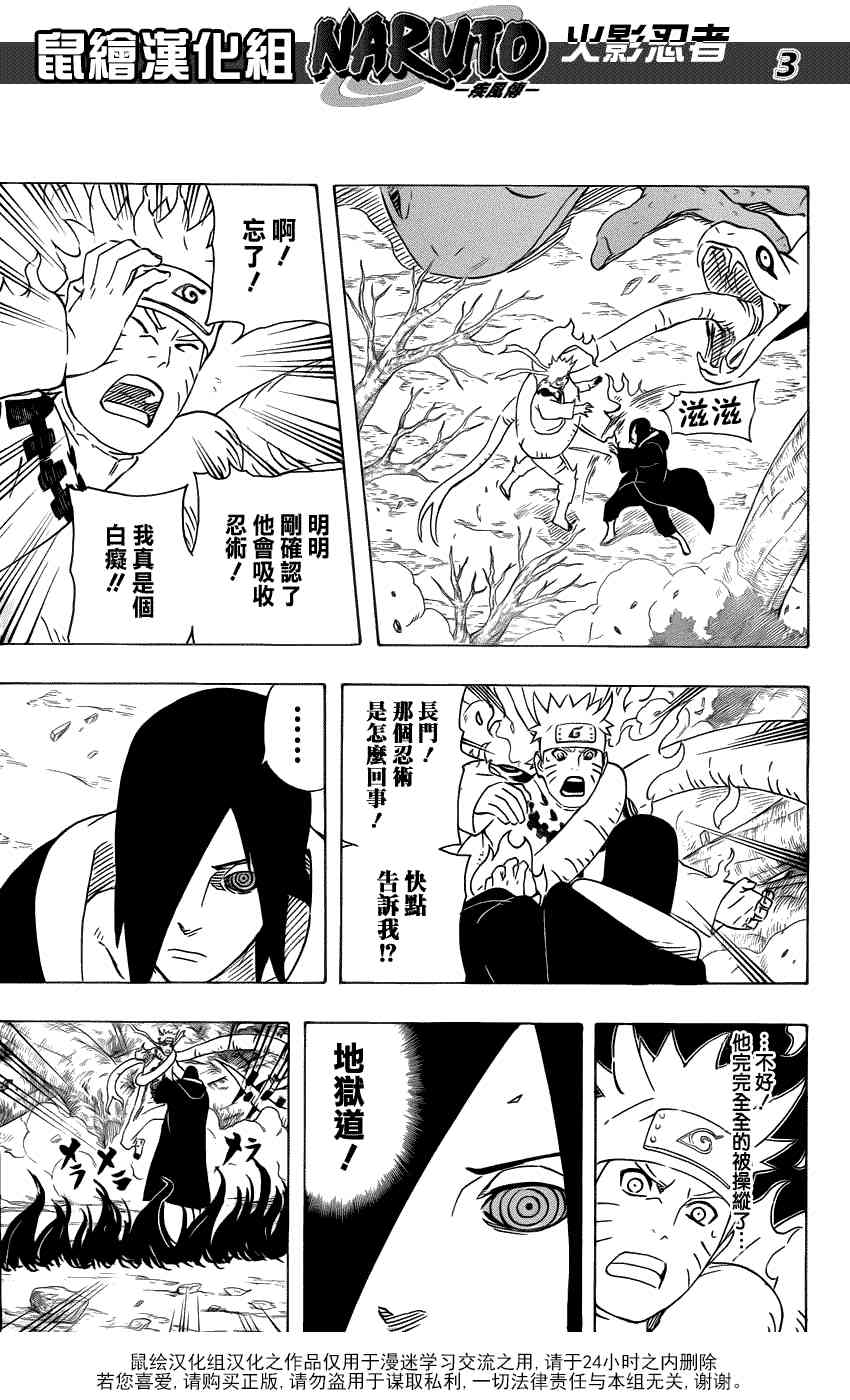 鼠繪漢化組
NARUTO
疾風傳
火影忍者
3
滋滋
啊！
忘了！
明明
剛確認了
他會吸收
忍術！
我真是個
白癡!!
長門！
那個忍術
是怎麼回事！
快點
告訴我!?
……
…不好！
他完完全全的被操縱了…
地獄道！
メラ
メラ
鼠绘汉化组汉化之作品仅用于漫迷学习交流之用, 请于24小时之内删除
若您喜爱, 请购买正版, 请勿盗用于谋取私利, 一切法律责任与本组无关, 谢谢.